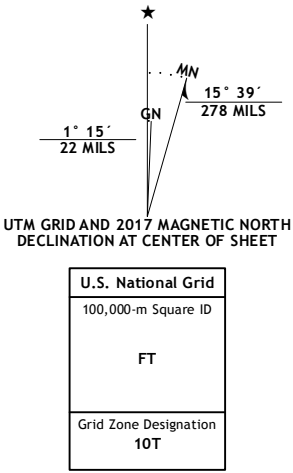 ★
MN
GN
15° 39´
278 MILS
1° 15´
22 MILS
UTM GRID AND 2017 MAGNETIC NORTH
DECLINATION AT CENTER OF SHEET
U.S. National Grid
100,000-m Square ID
FT
Grid Zone Designation
10T